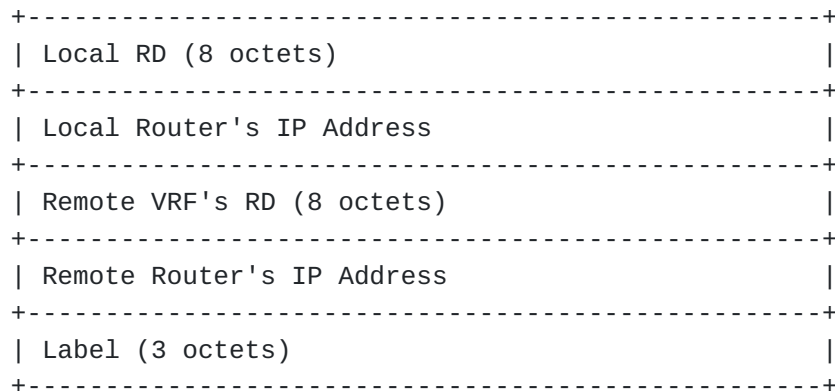 +---------------------------------------------------+
| Local RD (8 octets)                               |
+---------------------------------------------------+
| Local Router's IP Address                         |
+---------------------------------------------------+
| Remote VRF's RD (8 octets)                        |
+---------------------------------------------------+
| Remote Router's IP Address                        |
+---------------------------------------------------+
| Label (3 octets)                                  |
+---------------------------------------------------+